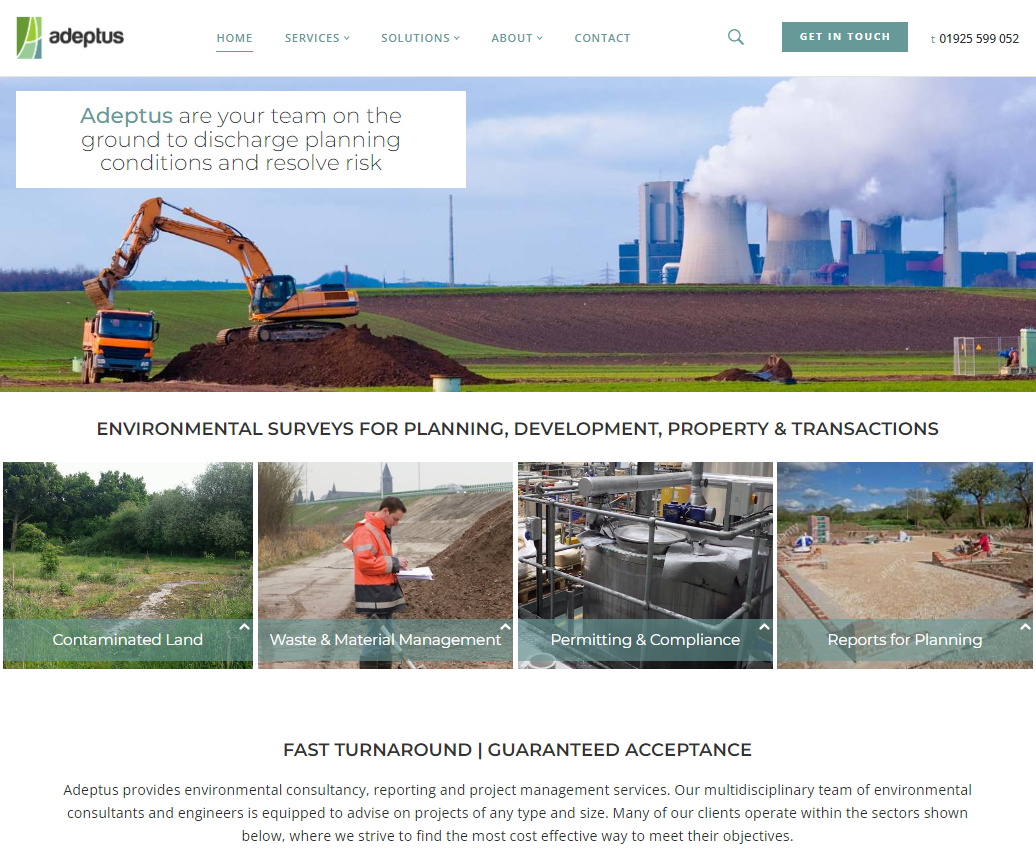 adeptus
HOME SERVICES SOLUTIONS ABOUT CONTACT GET IN TOUCH t 01925 599 052
Adeptus are your team on the
ground to discharge planning
conditions and resolve risk
ENVIRONMENTAL SURVEYS FOR PLANNING, DEVELOPMENT, PROPERTY & TRANSACTIONS
Contaminated Land
Waste & Material Management
Permitting & Compliance
Reports for Planning
FAST TURNAROUND | GUARANTEED ACCEPTANCE
Adeptus provides environmental consultancy, reporting and project management services. Our multidisciplinary team of environmental
consultants and engineers is equipped to advise on projects of any type and size. Many of our clients operate within the sectors shown
below, where we strive to find the most cost effective way to meet their objectives.